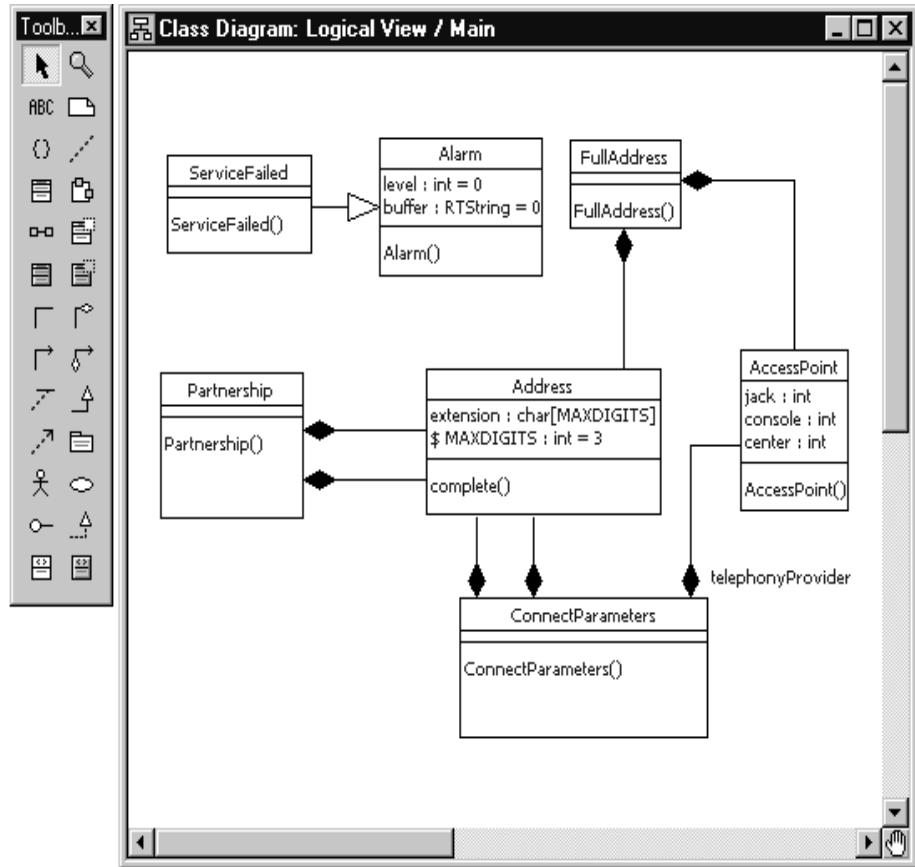 Toolb...
Class Diagram: Logical View / Main
ABC
{}
ServiceFailed
ServiceFailed()
Alarm
level : int = 0
buffer : RTString = 0
Alarm()
FullAddress
FullAddress()
Partnership
Partnership()
Address
extension : char[MAXDIGITS]
$ MAXDIGITS : int = 3
complete()
AccessPoint
jack : int
console : int
center : int
AccessPoint()
telephonyProvider
ConnectParameters
ConnectParameters()